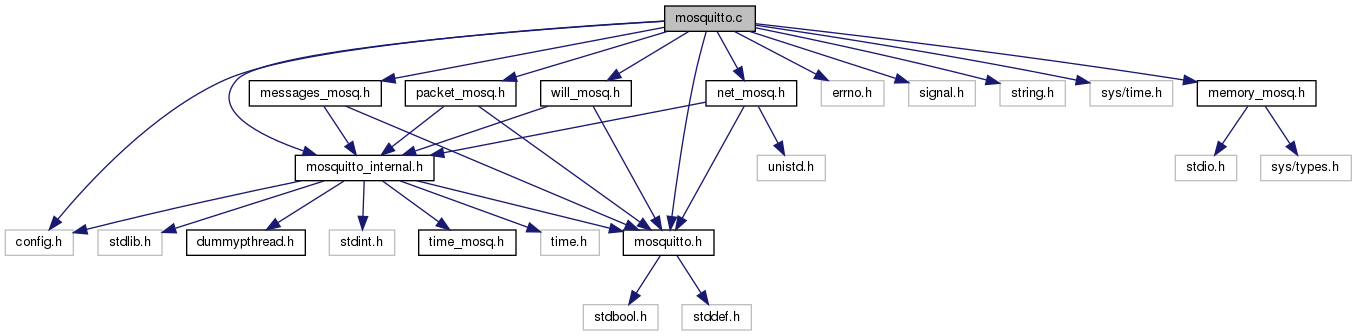 mosquitto.c
messages_mosq.h
packet_mosq.h
will_mosq.h
net_mosq.h
errno.h
signal.h
string.h
sys/time.h
memory_mosq.h
mosquitto_internal.h
unistd.h
stdio.h
sys/types.h
config.h
stdlib.h
dummypthread.h
stdint.h
time_mosq.h
time.h
mosquitto.h
stdbool.h
stddef.h